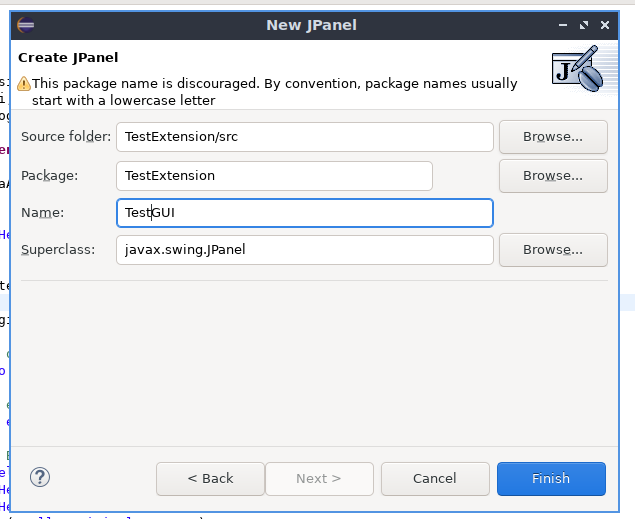 New JPanel
Create JPanel
This package name is discouraged. By convention, package names usually
start with a lowercase letter
Source folder: TestExtension/src Browse...
Package: TestExtension Browse...
Name: TestGUI
Superclass: javax.swing.JPanel Browse...
? < Back Next > Cancel Finish